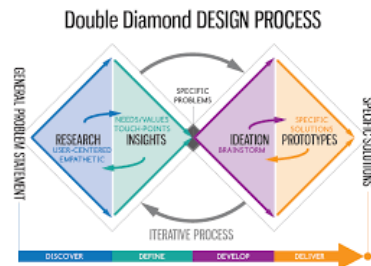 Double Diamond DESIGN PROCESS
GENERAL PROBLEM STATEMENT
RESEARCH
USER-CENTERED
EMPATHETIC
NEEDS/VALUES
TOUCH-POINTS
INSIGHTS
SPECIFIC
PROBLEMS
IDEATION
BRAINSTORM
SPECIFIC
SOLUTIONS
PROTOTYPES
SPECIFIC SOLUTIONS
ITERATIVE PROCESS
DISCOVER
DEFINE
DEVELOP
DELIVER